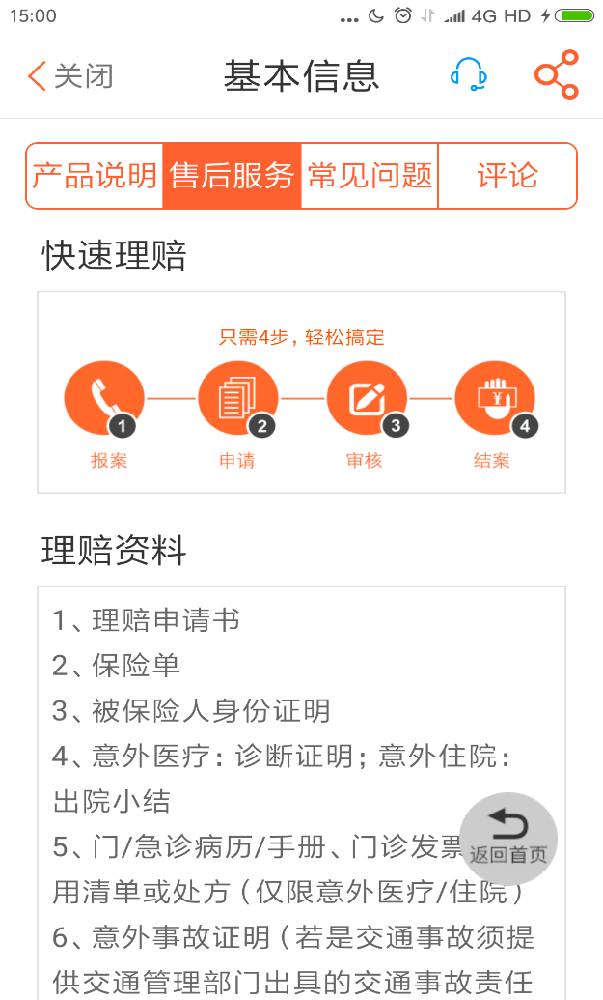 15:00
4G HD
关闭
基本信息
产品说明
售后服务
常见问题
评论
快速理赔
只需4步，轻松搞定
1
2
3
4
报案
申请
审核
结案
理赔资料
1、理赔申请书
2、保险单
3、被保险人身份证明
4、意外医疗：诊断证明；意外住院：
出院小结
5、门/急诊病历/手册、门诊发票
返回首页
用清单或处方（仅限意外医疗/住院）
6、意外事故证明（若是交通事故须提
供交通管理部门出具的交通事故责任